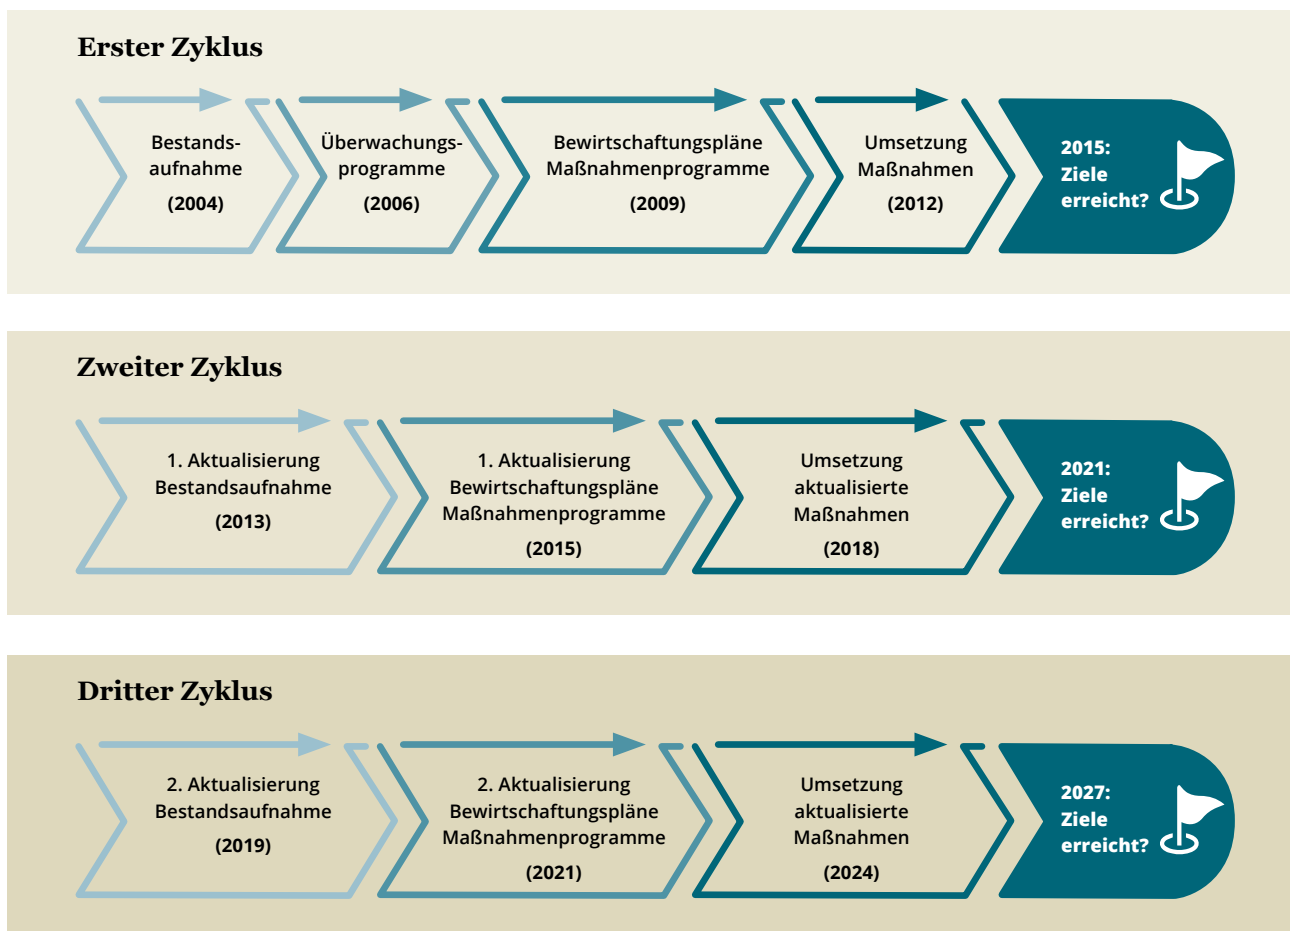 Erster Zyklus
Bestands-
aufnahme
(2004)
Überwachungs-
programme
(2006)
Bewirtschaftungspläne
Maßnahmenprogramme
(2009)
Umsetzung
Maßnahmen
(2012)
2015:
Ziele
erreicht?
Zweiter Zyklus
1. Aktualisierung
Bestandsaufnahme
(2013)
1. Aktualisierung
Bewirtschaftungspläne
Maßnahmenprogramme
(2015)
Umsetzung
aktualisierte
Maßnahmen
(2018)
2021:
Ziele
erreicht?
Dritter Zyklus
2. Aktualisierung
Bestandsaufnahme
(2019)
2. Aktualisierung
Bewirtschaftungspläne
Maßnahmenprogramme
(2021)
Umsetzung
aktualisierte
Maßnahmen
(2024)
2027:
Ziele
erreicht?